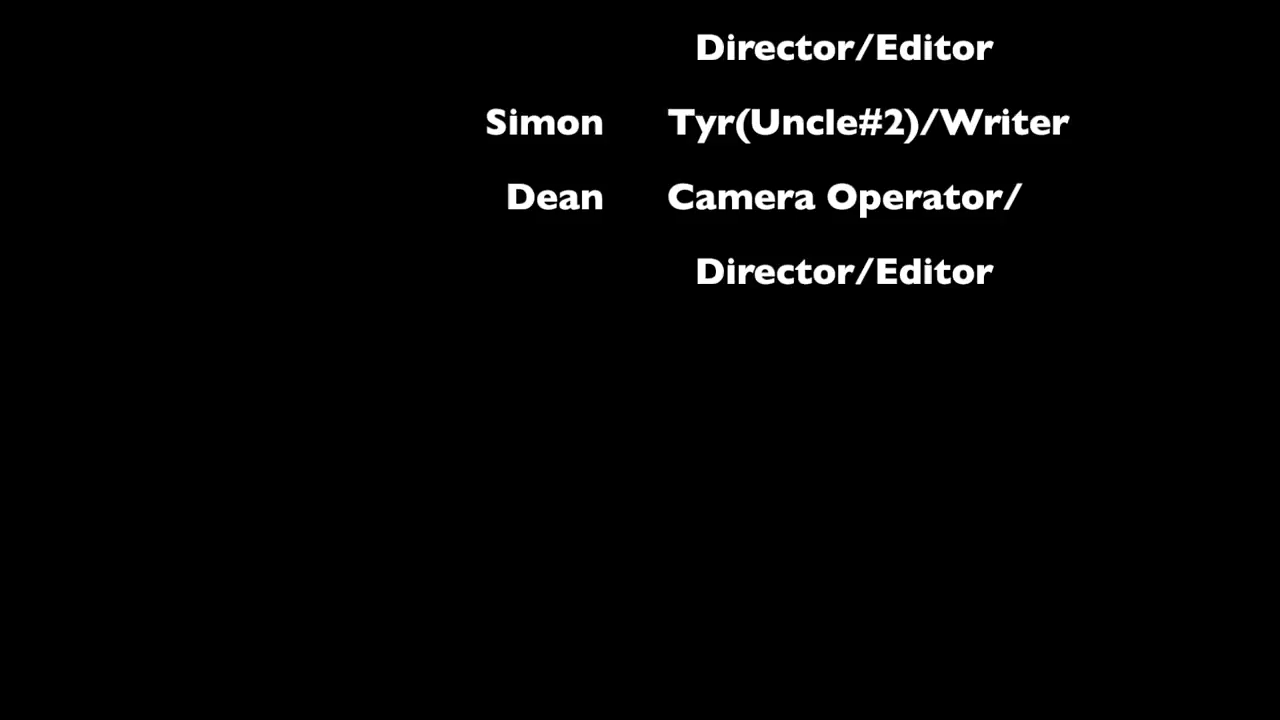 Director/Editor
Simon Tyr(Uncle#2)/Writer
Dean Camera Operator/
Director/Editor